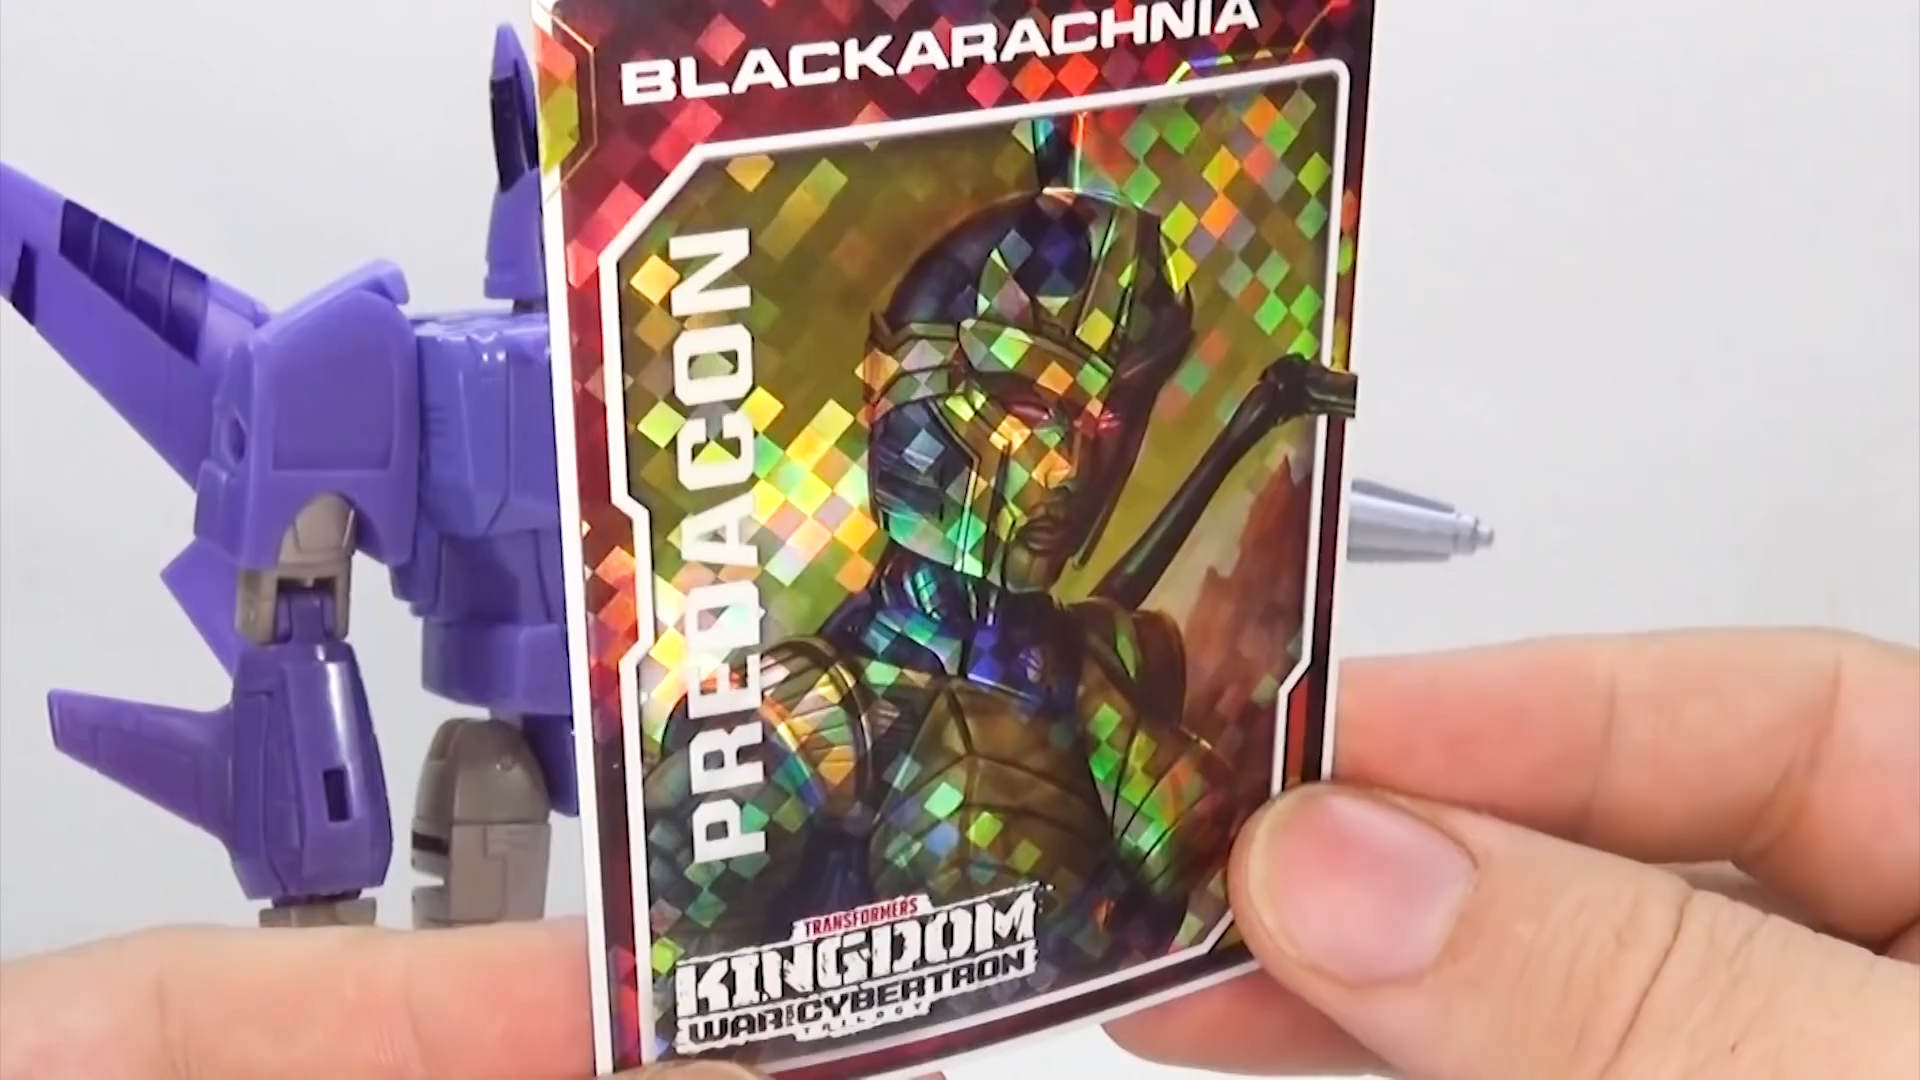 BLACKARACHNIA
PREDACON
TRANSFORMERS
KINGDOM
WAR FOR CYBERTRON
TRILOGY